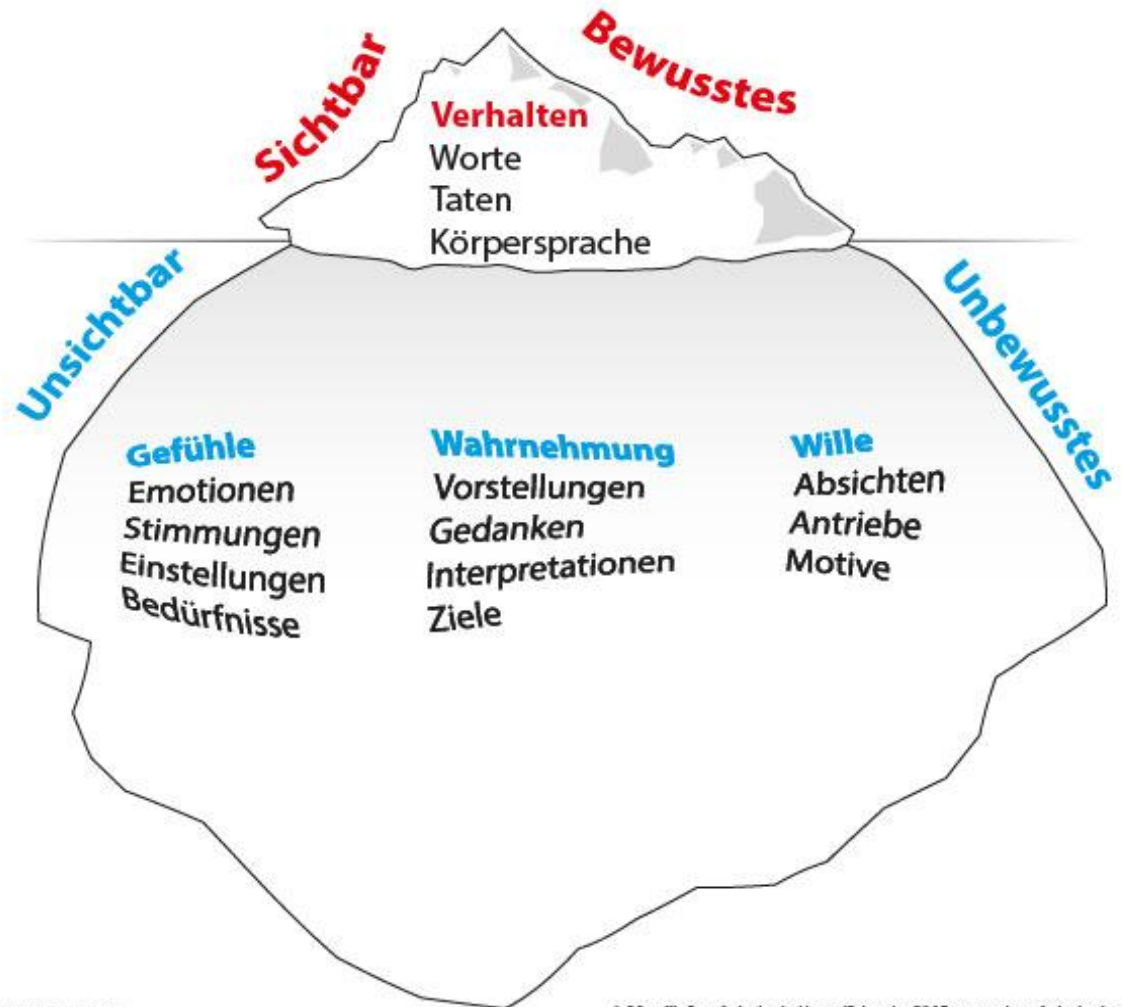 Sichtbar
Bewusstes
Verhalten
Worte
Taten
Körpersprache
Unsichtbar
Unbewusstes
Gefühle
Emotionen
Stimmungen
Einstellungen
Bedürfnisse
Wahrnehmung
Vorstellungen
Gedanken
Interpretationen
Ziele
Wille
Absichten
Antriebe
Motive